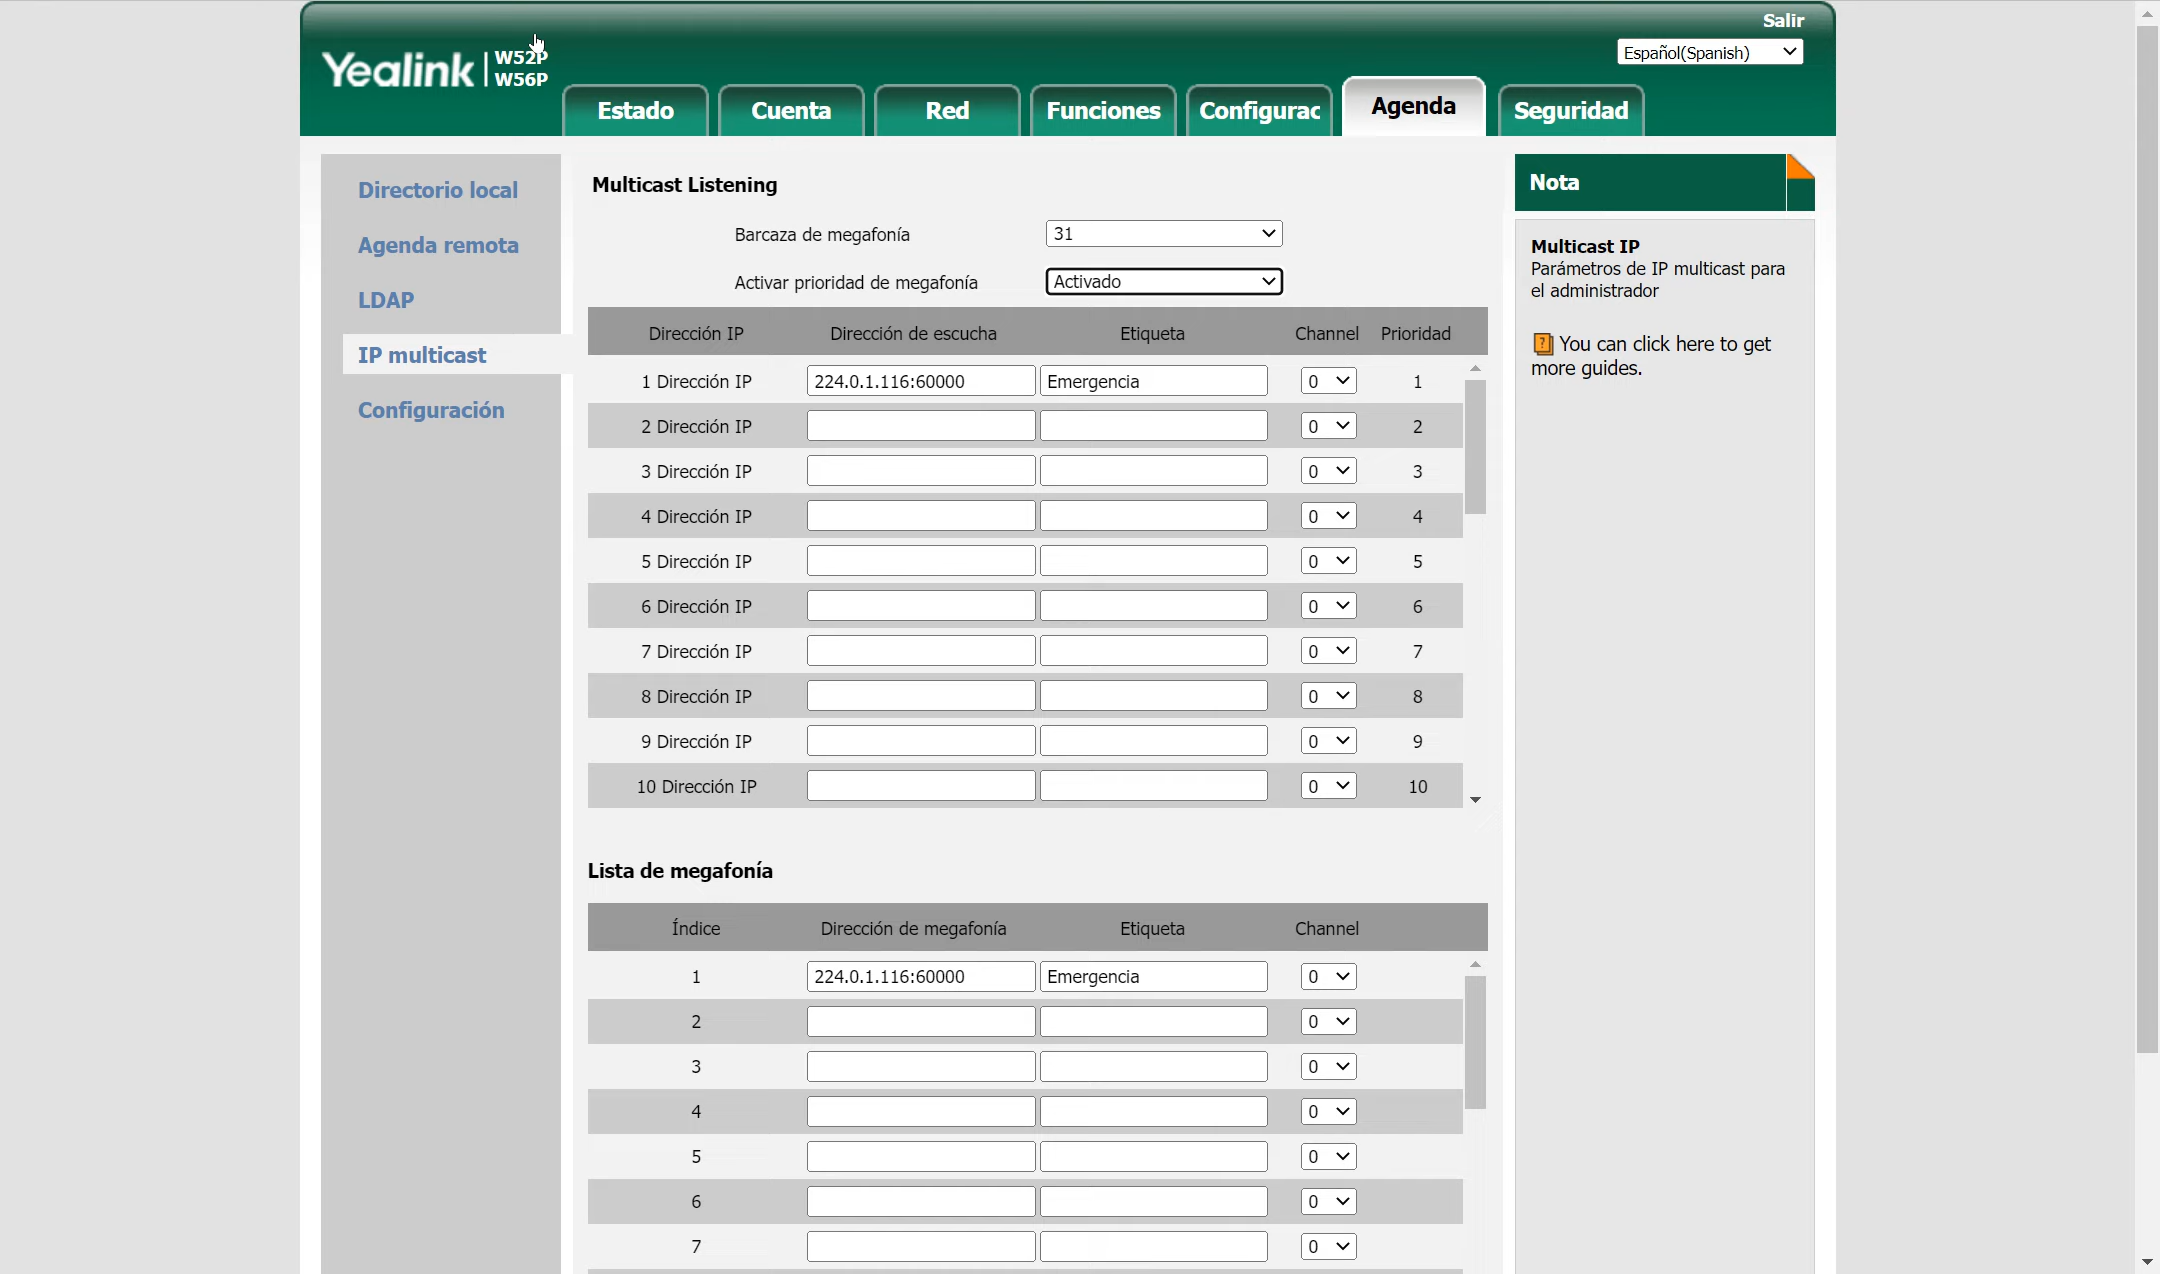 Salir
Yealink
W52P
W56P
Español(Spanish)
Estado
Cuenta
Red
Funciones
Configurac
Agenda
Seguridad
Directorio local
Agenda remota
LDAP
IP multicast
Configuración
Multicast Listening
Barcaza de megafonía 31
Activar prioridad de megafonía Activado
Dirección IP Dirección de escucha Etiqueta Channel Prioridad
1 Dirección IP 224.0.1.116:60000 Emergencia 0 1
2 Dirección IP 0 2
3 Dirección IP 0 3
4 Dirección IP 0 4
5 Dirección IP 0 5
6 Dirección IP 0 6
7 Dirección IP 0 7
8 Dirección IP 0 8
9 Dirección IP 0 9
10 Dirección IP 0 10
Lista de megafonía
Índice Dirección de megafonía Etiqueta Channel
1 224.0.1.116:60000 Emergencia 0
2 0
3 0
4 0
5 0
6 0
7 0
Nota
Multicast IP
Parámetros de IP multicast para
el administrador
? You can click here to get
more guides.